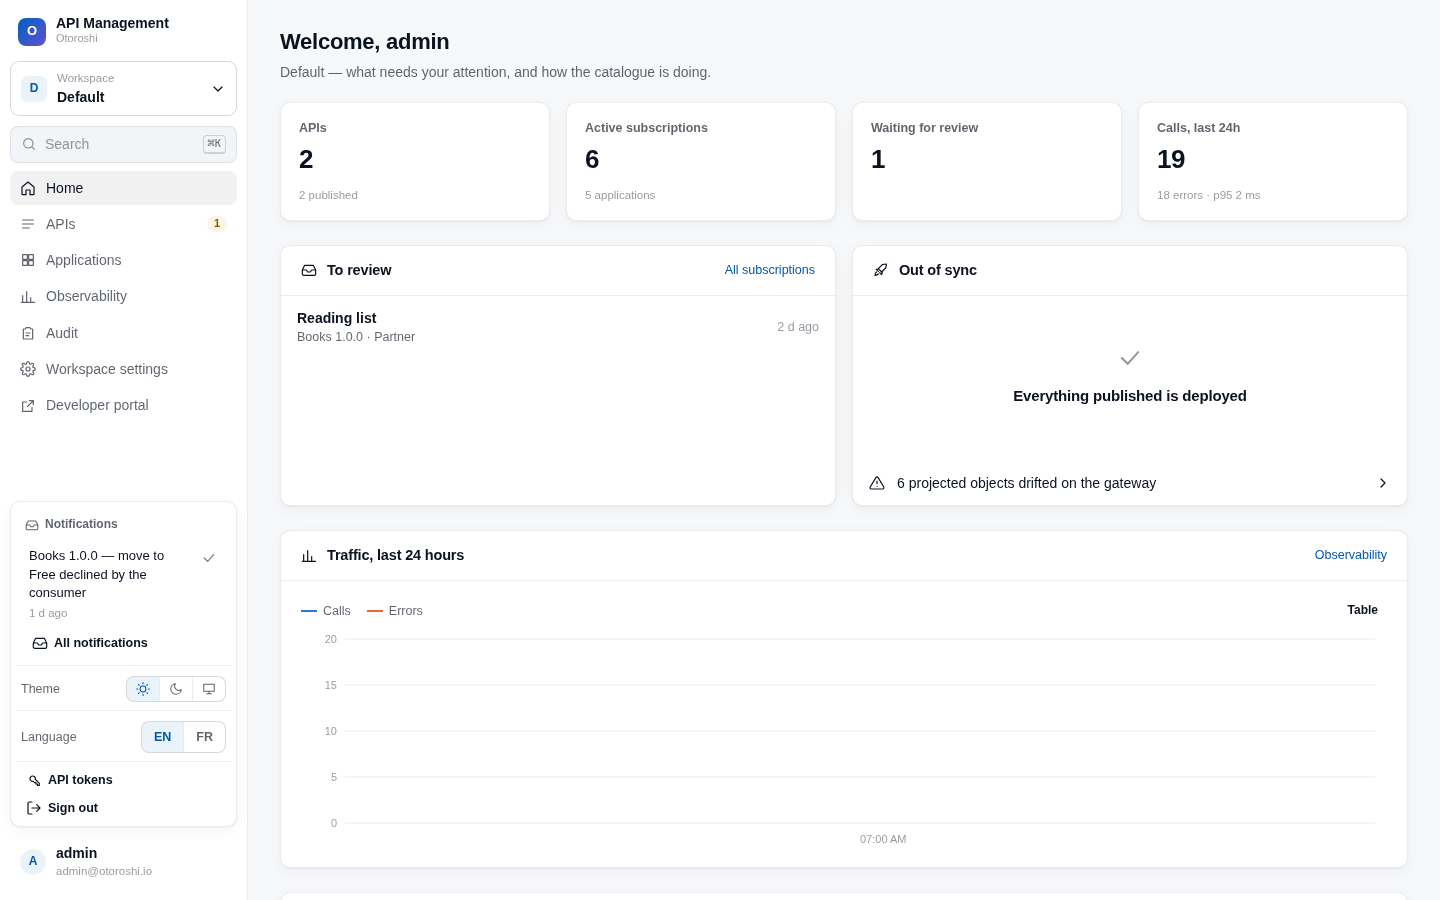 O
API Management
Otoroshi
D
Workspace
Default
Search
⌘K
Home
APIs
1
Applications
Observability
Audit
Workspace settings
Developer portal
Notifications
Books 1.0.0 — move to
Free declined by the
consumer
1 d ago
All notifications
Theme
Language
EN
FR
API tokens
Sign out
A
admin
admin@otoroshi.io
Welcome, admin
Default — what needs your attention, and how the catalogue is doing.
APIs
2
2 published
Active subscriptions
6
5 applications
Waiting for review
1
Calls, last 24h
19
18 errors · p95 2 ms
To review
All subscriptions
Reading list
Books 1.0.0 · Partner
2 d ago
Out of sync
Everything published is deployed
6 projected objects drifted on the gateway
Traffic, last 24 hours
Observability
Calls
Errors
Table
20
15
10
5
0
07:00 AM